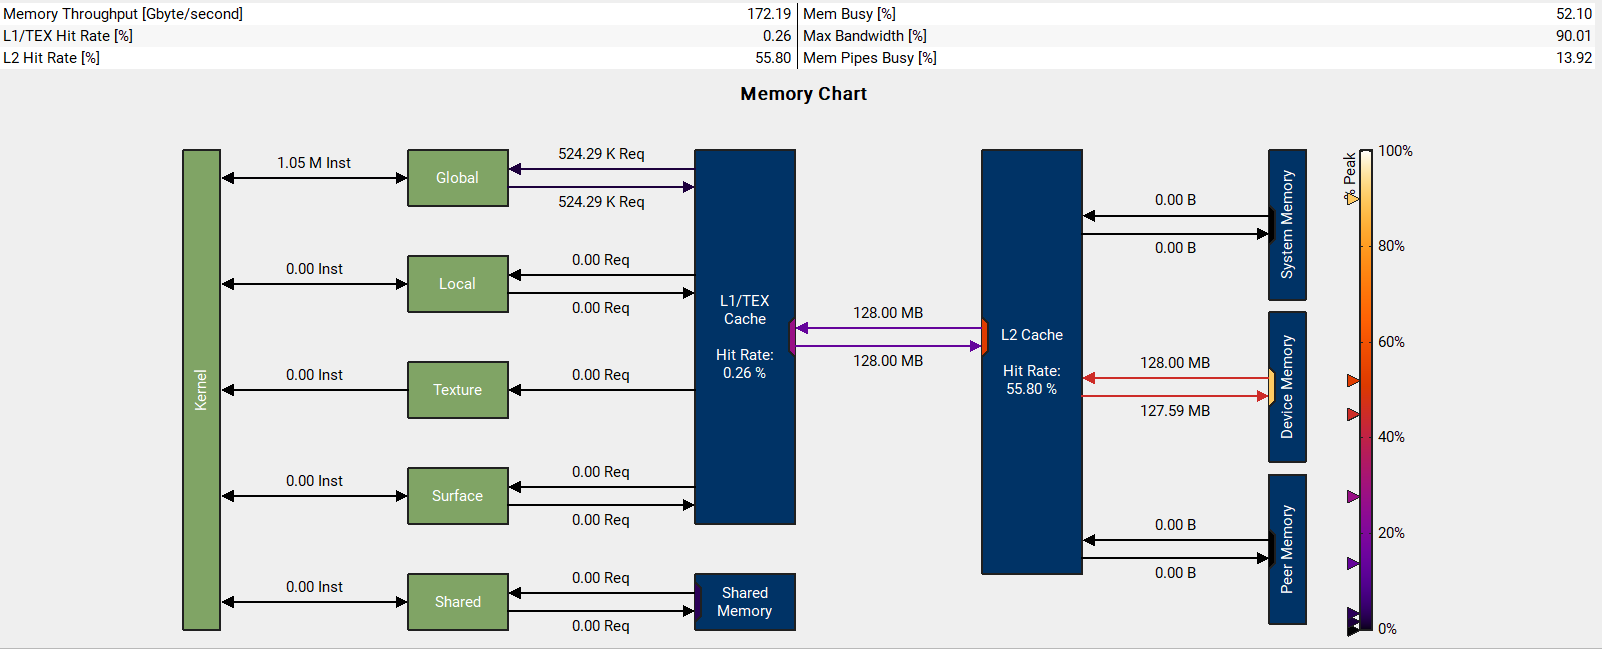 Memory Throughput [Gbyte/second] 172.19 Mem Busy [%] 52.10
L1/TEX Hit Rate [%] 0.26 Max Bandwidth [%] 90.01
L2 Hit Rate [%] 55.80 Mem Pipes Busy [%] 13.92
Memory Chart
Kernel
1.05 M Inst
Global
524.29 K Req
524.29 K Req
0.00 Inst
Local
0.00 Req
0.00 Req
0.00 Inst
Texture
0.00 Req
0.00 Inst
Surface
0.00 Req
0.00 Req
0.00 Inst
Shared
0.00 Req
0.00 Req
L1/TEX
Cache
Hit Rate:
0.26 %
Shared
Memory
128.00 MB
128.00 MB
L2 Cache
Hit Rate:
55.80 %
0.00 B
0.00 B
System Memory
128.00 MB
127.59 MB
Device Memory
0.00 B
0.00 B
Peer Memory
% Peak
100%
80%
60%
40%
20%
0%